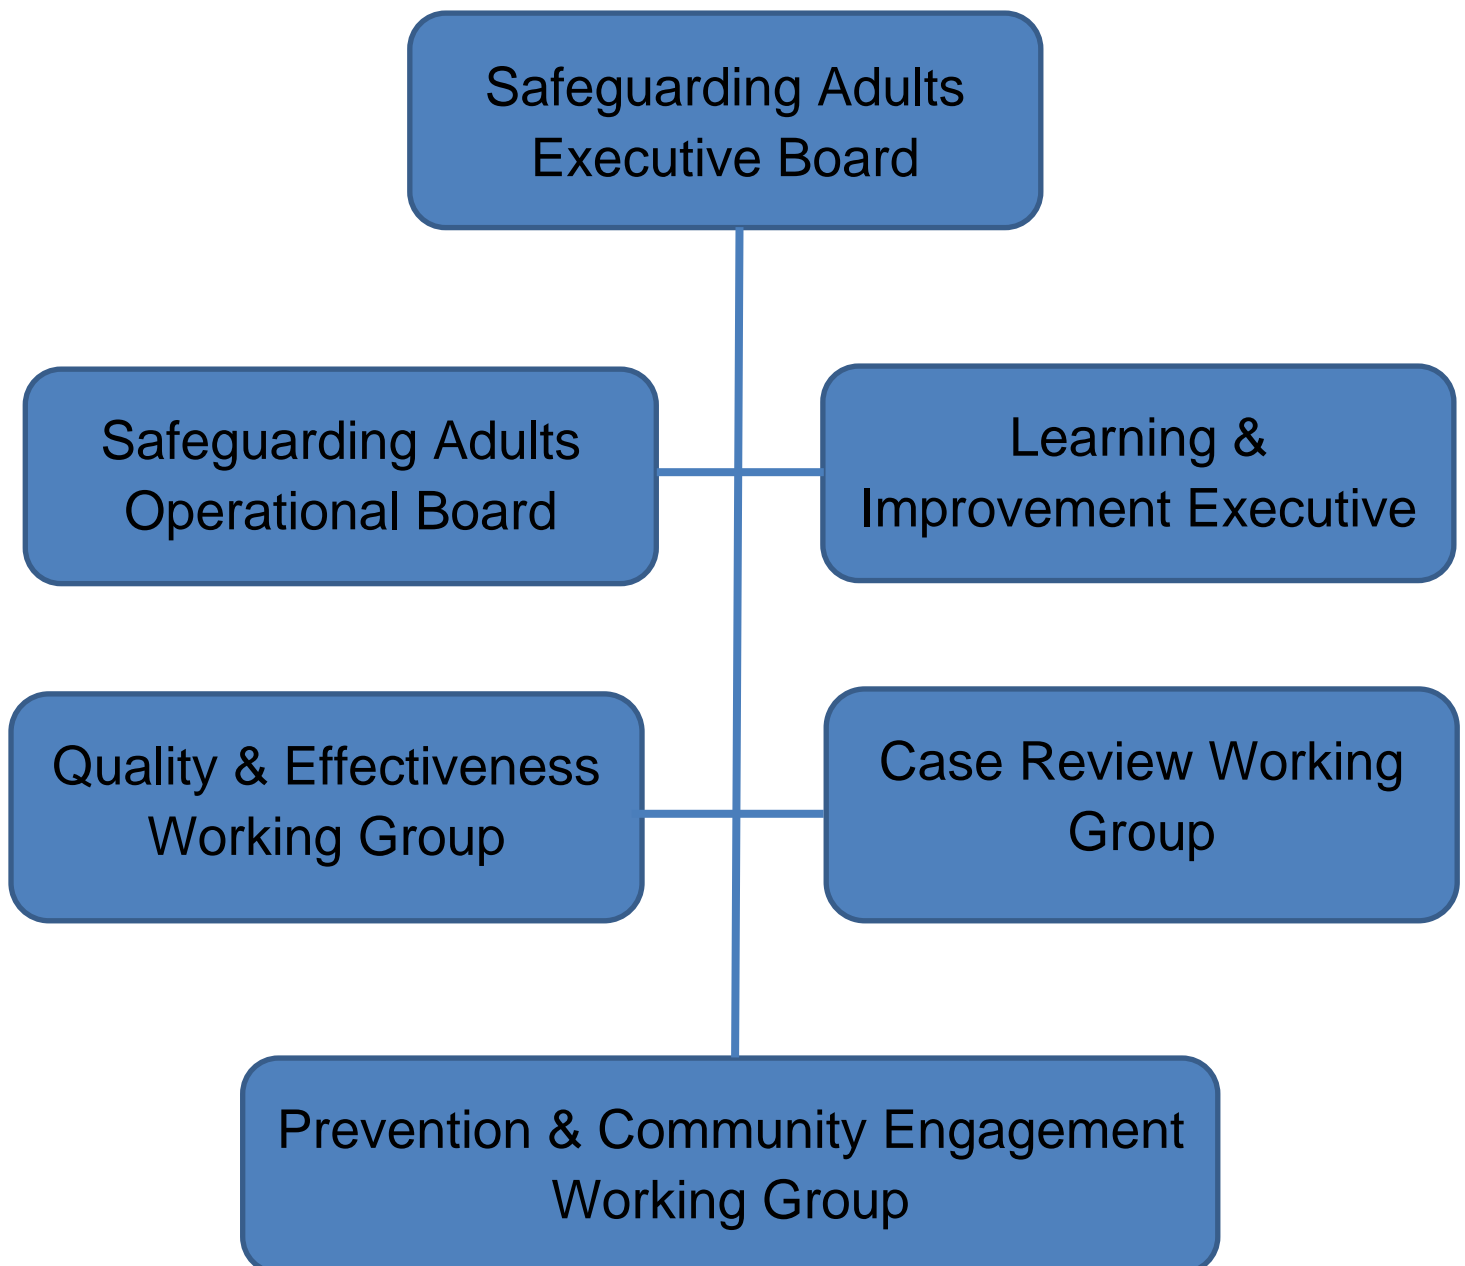 Safeguarding Adults
Executive Board
Safeguarding Adults
Operational Board
Learning &
Improvement Executive
Quality & Effectiveness
Working Group
Case Review Working
Group
Prevention & Community Engagement
Working Group